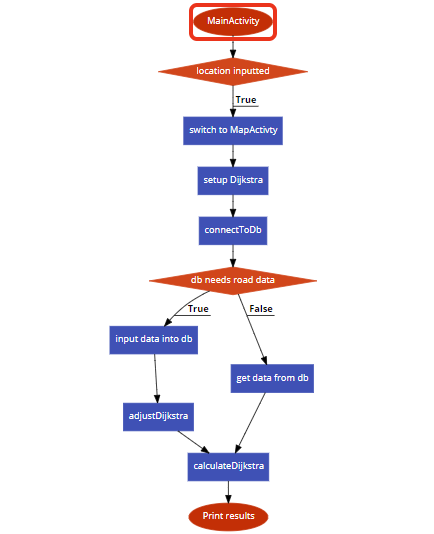 MainActivity
location inputted
True
switch to MapActivty
setup Dijkstra
connectToDb
db needs road data
True
False
input data into db
get data from db
adjustDijkstra
calculateDijkstra
Print results